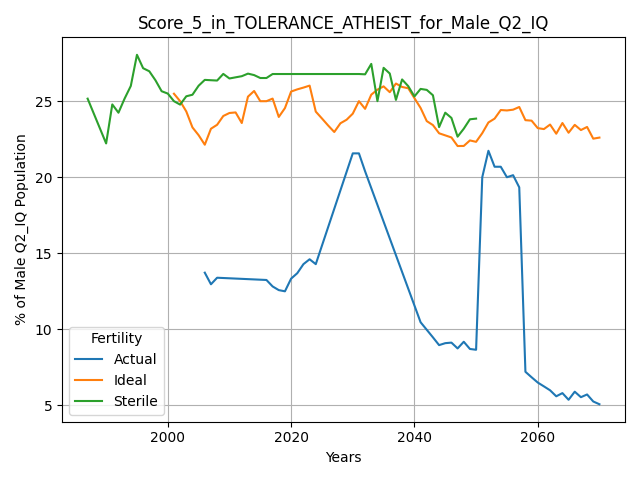 Score_5_in_TOLERANCE_ATHEIST_for_Male_Q2_IQ
% of Male Q2_IQ Population
25
20
15
10
5
Fertility
Actual
Ideal
Sterile
2000 2020 2040 2060
Years